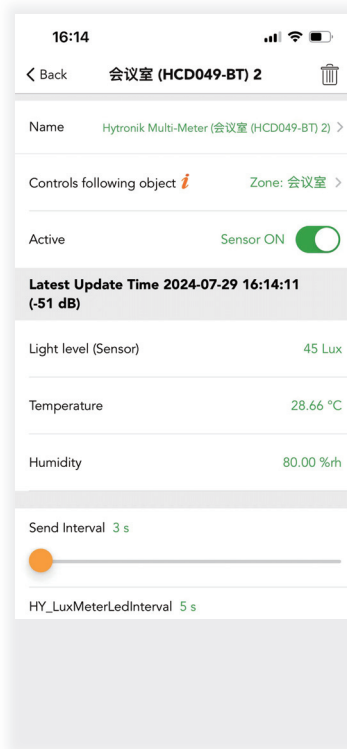 16:14
Back 会议室 (HCD049-BT) 2
Name Hytronik Multi-Meter (会议室 (HCD049-BT) 2)
Controls following object i Zone: 会议室
Active Sensor ON
Latest Update Time 2024-07-29 16:14:11
(-51 dB)
Light level (Sensor) 45 Lux
Temperature 28.66 °C
Humidity 80.00 %rh
Send Interval 3 s
HY_LuxMeterLedInterval 5 s